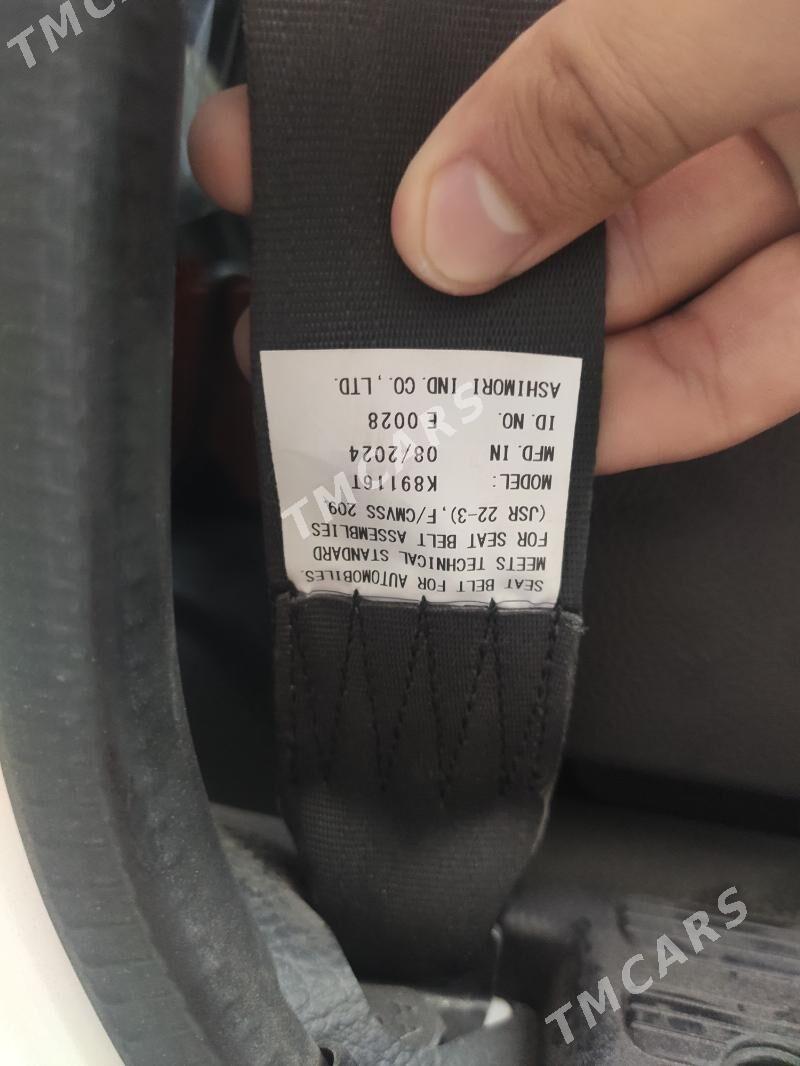 SEAT BELT FOR AUTOMOBILES.
MEETS TECHNICAL STANDARD
FOR SEAT BELT ASSEMBLIES
(JSR 22-3), F/CMVSS 209.
MODEL: K89116T
MFD. IN 08/2024
ID. NO. E 0028
ASHIMORI IND. CO., LTD.
TMCARS
TMCARS
TMCARS